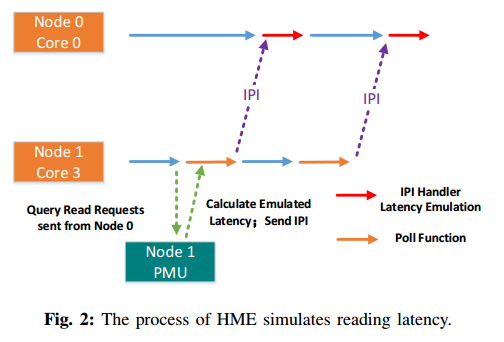 Node 0
Core 0
IPI
IPI
Node 1
Core 3
Query Read Requests
sent from Node 0
Calculate Emulated
Latency；Send IPI
IPI Handler
Latency Emulation
Poll Function
Node 1
PMU
Fig. 2: The process of HME simulates reading latency.